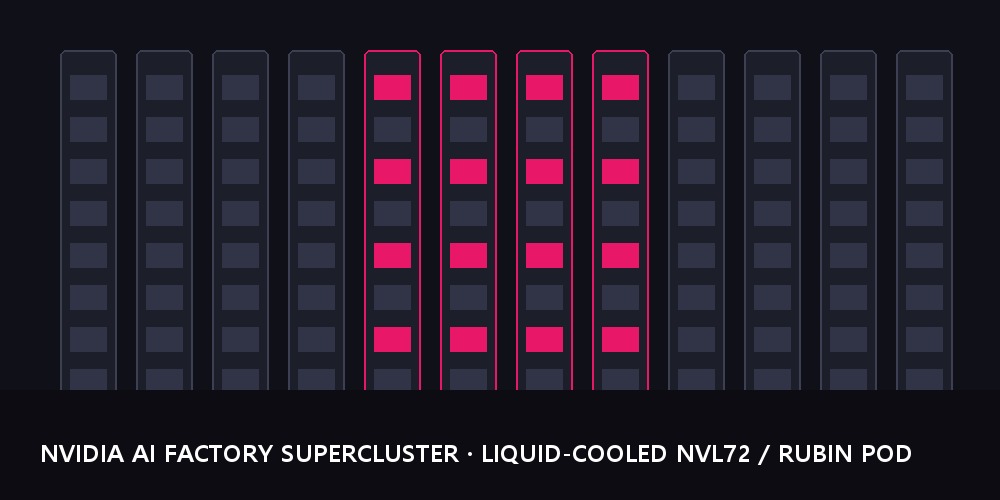 NVIDIA AI FACTORY SUPERCLUSTER · LIQUID-COOLED NVL72 / RUBIN POD